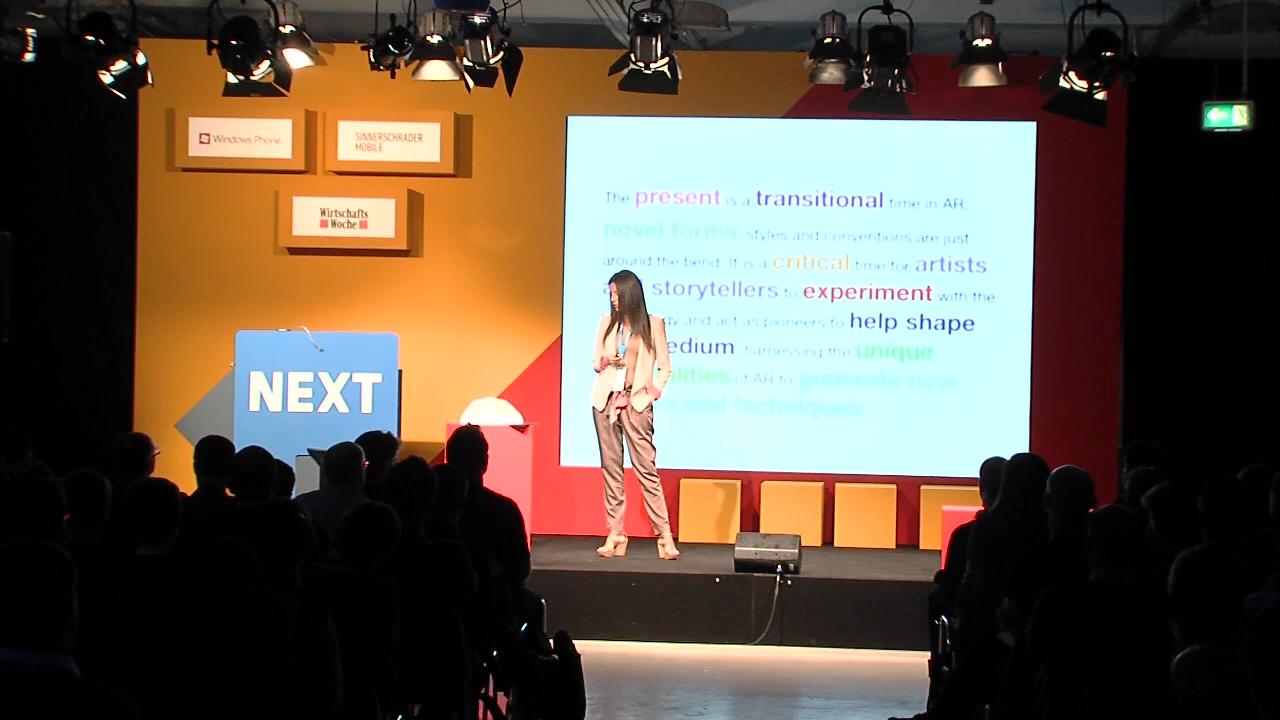 Windows Phone
SINNERSCHRADER
MOBILE
Wirtschafts
Woche
NEXT
The present is a transitional time in AR;
novel forms, styles and conventions are just
around the bend. It is a critical time for artists
storytellers to experiment with the
and act as pioneers to help shape
harnessing the unique
of AR to generate new
and techniques.